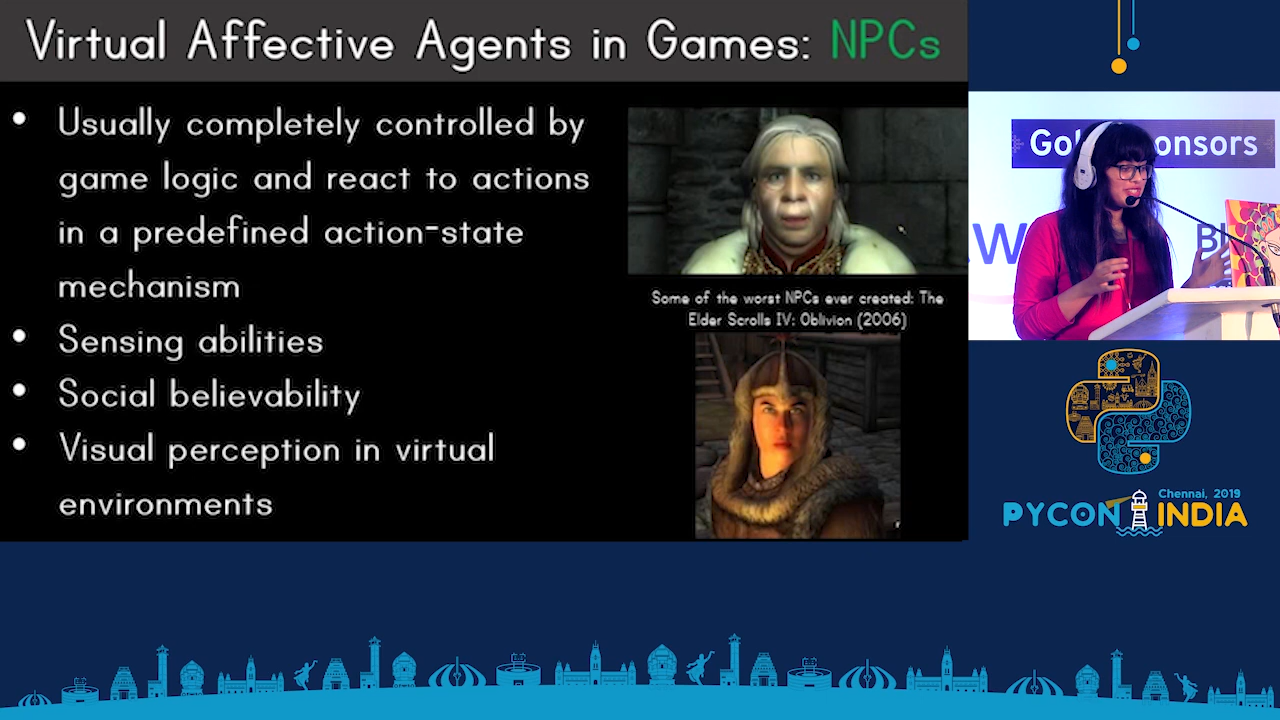 Virtual Affective Agents in Games: NPCs
• Usually completely controlled by
game logic and react to actions
in a predefined action-state
mechanism
• Sensing abilities
• Social believability
• Visual perception in virtual
environments
Some of the worst NPCs ever created: The
Elder Scrolls IV: Oblivion (2006)
Gol onsors
.w
Chennai, 2019
PYCON INDIA